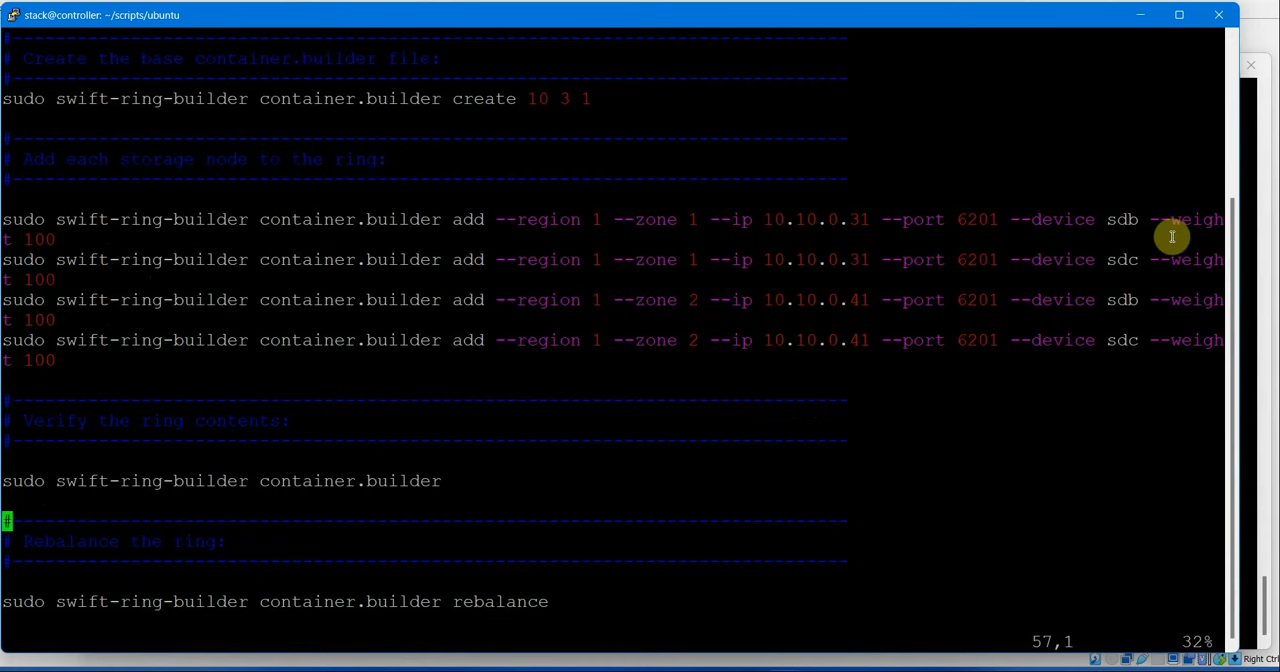 stack@controller: ~/scripts/ubuntu
#------------------------------------------------------------------------------
# Create the base container.builder file:
#------------------------------------------------------------------------------
sudo swift-ring-builder container.builder create 10 3 1
#------------------------------------------------------------------------------
# Add each storage node to the ring:
#------------------------------------------------------------------------------
sudo swift-ring-builder container.builder add --region 1 --zone 1 --ip 10.10.0.31 --port 6201 --device sdb --weigh
t 100
sudo swift-ring-builder container.builder add --region 1 --zone 1 --ip 10.10.0.31 --port 6201 --device sdc --weigh
t 100
sudo swift-ring-builder container.builder add --region 1 --zone 2 --ip 10.10.0.41 --port 6201 --device sdb --weigh
t 100
sudo swift-ring-builder container.builder add --region 1 --zone 2 --ip 10.10.0.41 --port 6201 --device sdc --weigh
t 100
#------------------------------------------------------------------------------
# Verify the ring contents:
#------------------------------------------------------------------------------
sudo swift-ring-builder container.builder
#------------------------------------------------------------------------------
# Rebalance the ring:
#------------------------------------------------------------------------------
sudo swift-ring-builder container.builder rebalance
57,1 32%
Right Ctrl